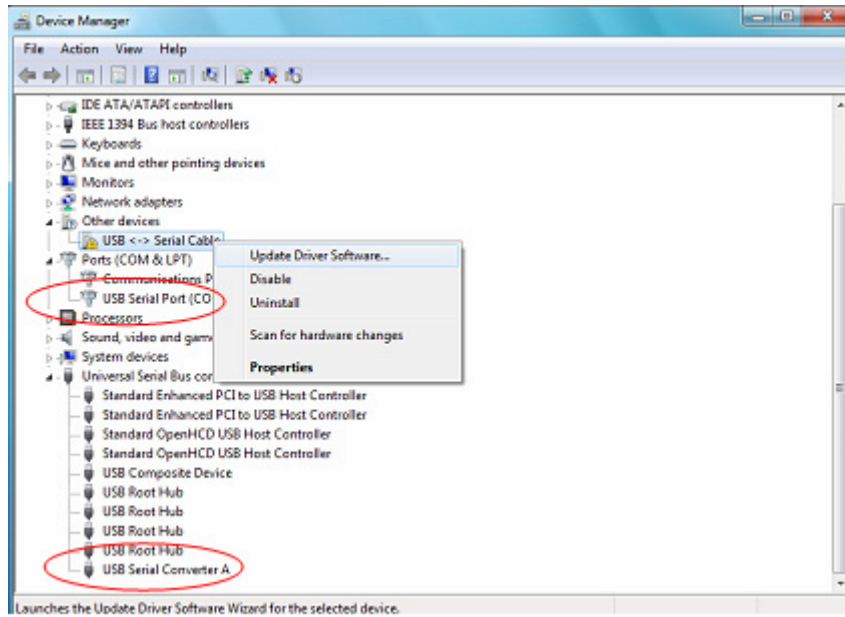 Device Manager
File Action View Help
IDE ATA/ATAPI controllers
IEEE 1394 Bus host controllers
Keyboards
Mice and other pointing devices
Monitors
Network adapters
Other devices
USB <-> Serial Cable
Update Driver Software...
Ports (COM & LPT)
Communications P
Disable
USB Serial Port (CO
Uninstall
Processors
Sound, video and gam
Scan for hardware changes
System devices
Properties
Universal Serial Bus con
Standard Enhanced PCI to USB Host Controller
Standard Enhanced PCI to USB Host Controller
Standard OpenHCD USB Host Controller
Standard OpenHCD USB Host Controller
USB Composite Device
USB Root Hub
USB Root Hub
USB Root Hub
USB Root Hub
USB Serial Converter A
Launches the Update Driver Software Wizard for the selected device.